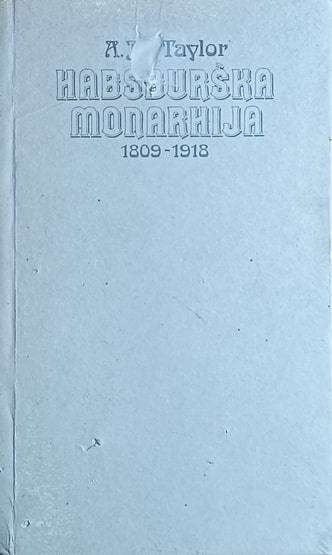 A. Taylor
HABSBURŠKA
MONARHIJA
1809-1918